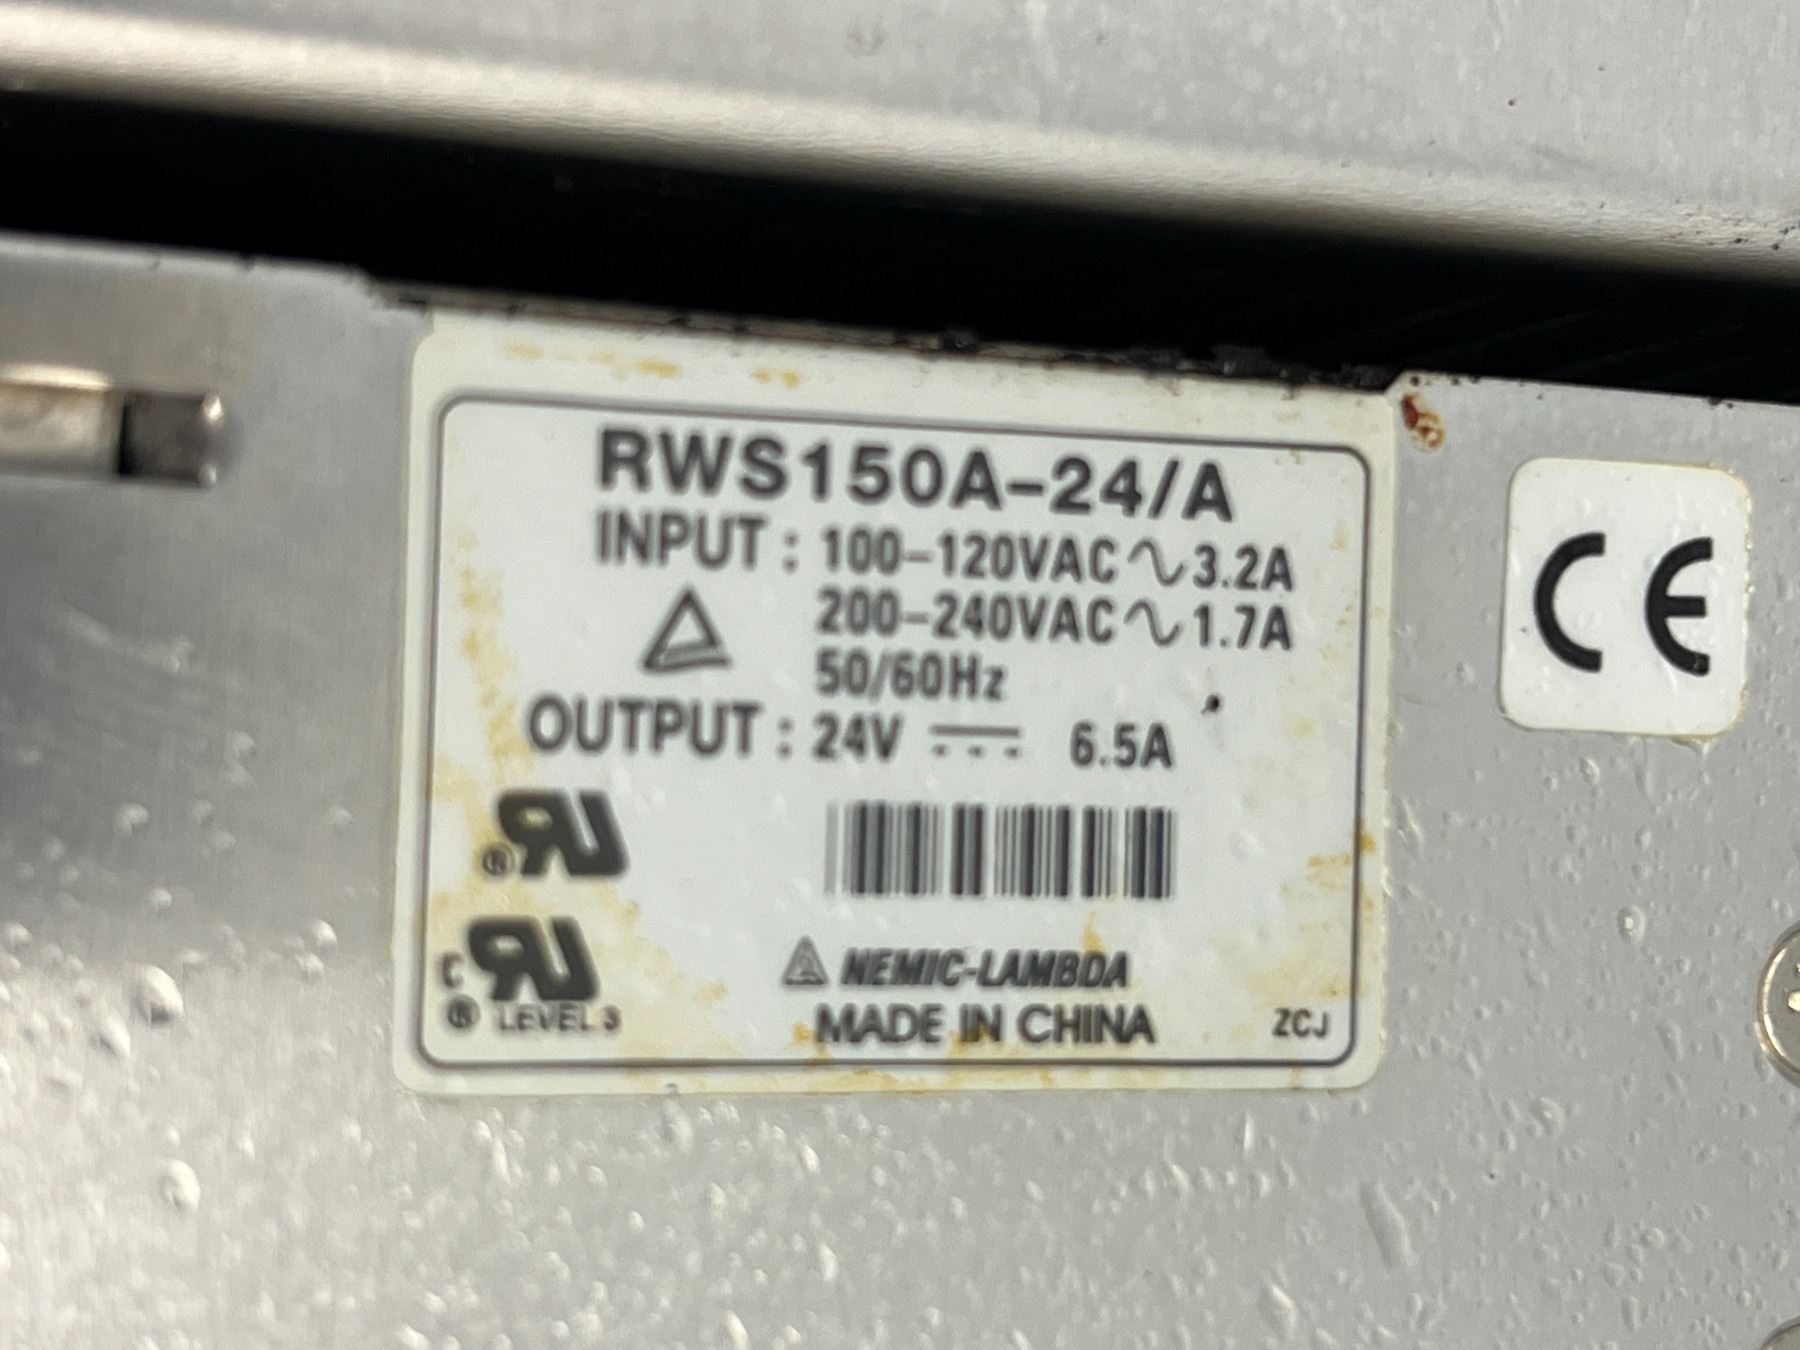 RWS150A-24/A
INPUT : 100-120VAC∿3.2A
200-240VAC∿1.7A
50/60Hz
OUTPUT : 24V ⎓ 6.5A
CE
®
C
® LEVEL 3
NEMIC-LAMBDA
MADE IN CHINA
ZCJ